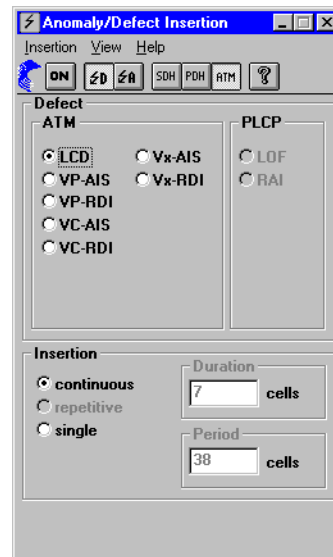 Anomaly/Defect Insertion
Insertion View Help
ON D A SDH PDH ATM ?
Defect
ATM
LCD
VP-AIS
VP-RDI
VC-AIS
VC-RDI
Vx-AIS
Vx-RDI
PLCP
LOF
RAI
Insertion
continuous
repetitive
single
Duration
7 cells
Period
38 cells